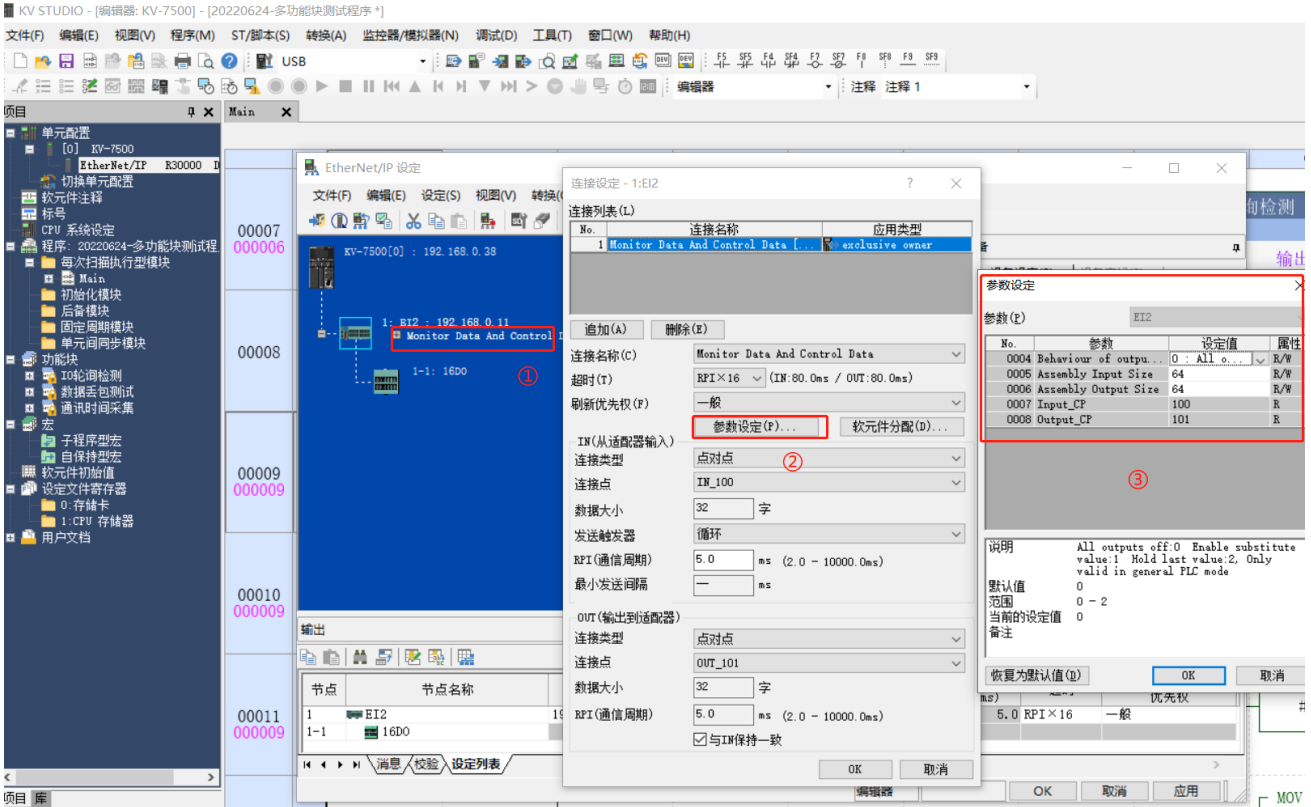 KV STUDIO - [编辑器: KV-7500] - [20220624-多功能块测试程序 *]
文件(F) 编辑(E) 视图(V) 程序(M) ST/脚本(S) 转换(A) 监控器/模拟器(N) 调试(D) 工具(T) 窗口(W) 帮助(H)
USB
F5 SF5 F4 SF4 F7 SF7 F8 SF8 F9 SF9
编辑器 注释 注释 1
项目
Main
单元配置
[0] KV-7500
EtherNet/IP R30000 D
切换单元配置
软元件注释
标号
CPU 系统设定
程序: 20220624-多功能块测试程
每次扫描执行型模块
Main
初始化模块
后备模块
固定周期模块
单元间同步模块
功能块
IO轮询检测
数据丢包测试
通讯时间采集
宏
子程序型宏
自保持型宏
软元件初始值
设定文件寄存器
0:存储卡
1:CPU 存储器
用户文档
项目 库
00007
000006
00008
00009
000009
00010
000009
00011
000009
EtherNet/IP 设定
文件(F) 编辑(E) 设定(S) 视图(V) 转换(
KV-7500[0] : 192.168.0.38
1: EI2 : 192.168.0.11
Monitor Data And Control
①
1-1: 16DO
输出
节点 节点名称
1 EI2 19
1-1 16DO
消息 校验 设定列表
连接设定 - 1:EI2
连接列表(L)
No. 连接名称 应用类型
1 Monitor Data And Control Data [... exclusive owner
追加(A) 删除(E)
连接名称(C) Monitor Data And Control Data
超时(T) RPI×16 (IN:80.0ms / OUT:80.0ms)
刷新优先权(F) 一般
参数设定(P)... 软元件分配(D)...
②
IN(从适配器输入)
连接类型 点对点
连接点 IN_100
数据大小 32 字
发送触发器 循环
RPI(通信周期) 5.0 ms (2.0 - 10000.0ms)
最小发送间隔 — ms
OUT(输出到适配器)
连接类型 点对点
连接点 OUT_101
数据大小 32 字
RPI(通信周期) 5.0 ms (2.0 - 10000.0ms)
与IN保持一致
OK 取消
备
询检测
输出
参数设定
参数(P) EI2
No. 参数 设定值 属性
0004 Behaviour of outpu... 0 : All o... R/W
0005 Assembly Input Size 64 R/W
0006 Assembly Output Size 64 R/W
0007 Input_CP 100 R
0008 Output_CP 101 R
③
说明 All outputs off:0 Enable substitute
value:1 Hold last value:2, Only
valid in general PLC mode
默认值 0
范围 0 - 2
当前的设定值 0
备注
恢复为默认值(D) OK 取消
ms) 优先权
5.0 RPI×16 一般
编辑器 OK 取消 应用
MOV